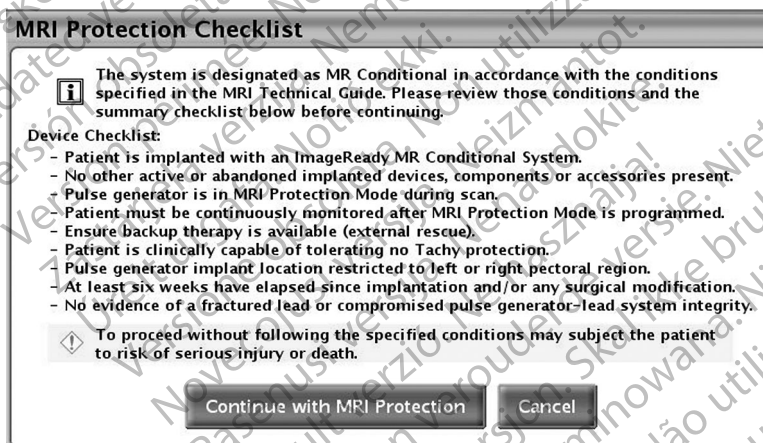 MRI Protection Checklist
The system is designated as MR Conditional in accordance with the conditions
specified in the MRI Technical Guide. Please review those conditions and the
summary checklist below before continuing.
Device Checklist:
- Patient is implanted with an ImageReady MR Conditional System.
- No other active or abandoned implanted devices, components or accessories present.
- Pulse generator is in MRI Protection Mode during scan.
- Patient must be continuously monitored after MRI Protection Mode is programmed.
- Ensure backup therapy is available (external rescue).
- Patient is clinically capable of tolerating no Tachy protection.
- Pulse generator implant location restricted to left or right pectoral region.
- At least six weeks have elapsed since implantation and/or any surgical modification.
- No evidence of a fractured lead or compromised pulse generator-lead system integrity.
To proceed without following the specified conditions may subject the patient
to risk of serious injury or death.
Continue with MRI Protection
Cancel